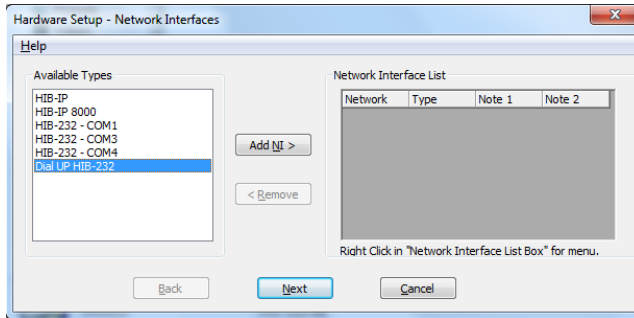 Hardware Setup - Network Interfaces
Help
Available Types
HIB-IP
HIB-IP 8000
HIB-232 - COM1
HIB-232 - COM3
HIB-232 - COM4
Dial UP HIB-232
Add NI >
< Remove
Network Interface List
Network Type Note 1 Note 2
Right Click in "Network Interface List Box" for menu.
Back Next Cancel